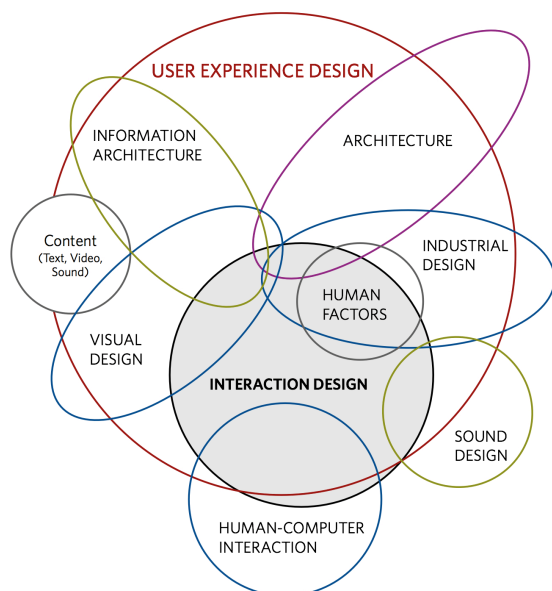 USER EXPERIENCE DESIGN
INFORMATION
ARCHITECTURE
ARCHITECTURE
Content
(Text, Video,
Sound)
INDUSTRIAL
DESIGN
HUMAN
FACTORS
VISUAL
DESIGN
INTERACTION DESIGN
SOUND
DESIGN
HUMAN-COMPUTER
INTERACTION